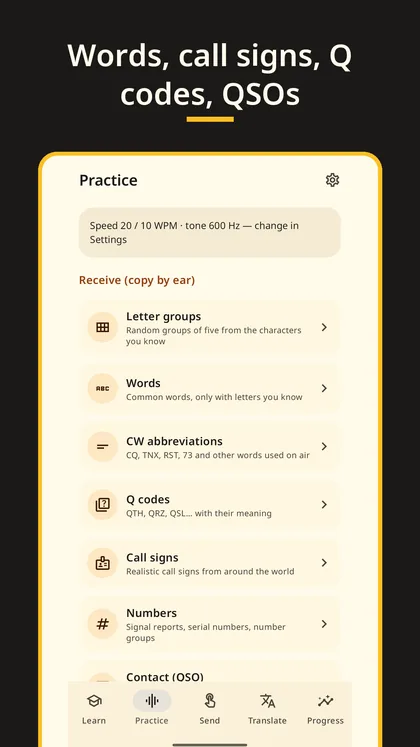 Words, call signs, Q
codes, QSOs
Practice
Speed 20 / 10 WPM · tone 600 Hz — change in
Settings
Receive (copy by ear)
Letter groups
Random groups of five from the characters
you know
ABC
Words
Common words, only with letters you know
CW abbreviations
CQ, TNX, RST, 73 and other words used on air
Q codes
QTH, QRZ, QSL... with their meaning
Call signs
Realistic call signs from around the world
Numbers
Signal reports, serial numbers, number
groups
Contact (QSO)
Learn
Practice
Send
Translate
Progress